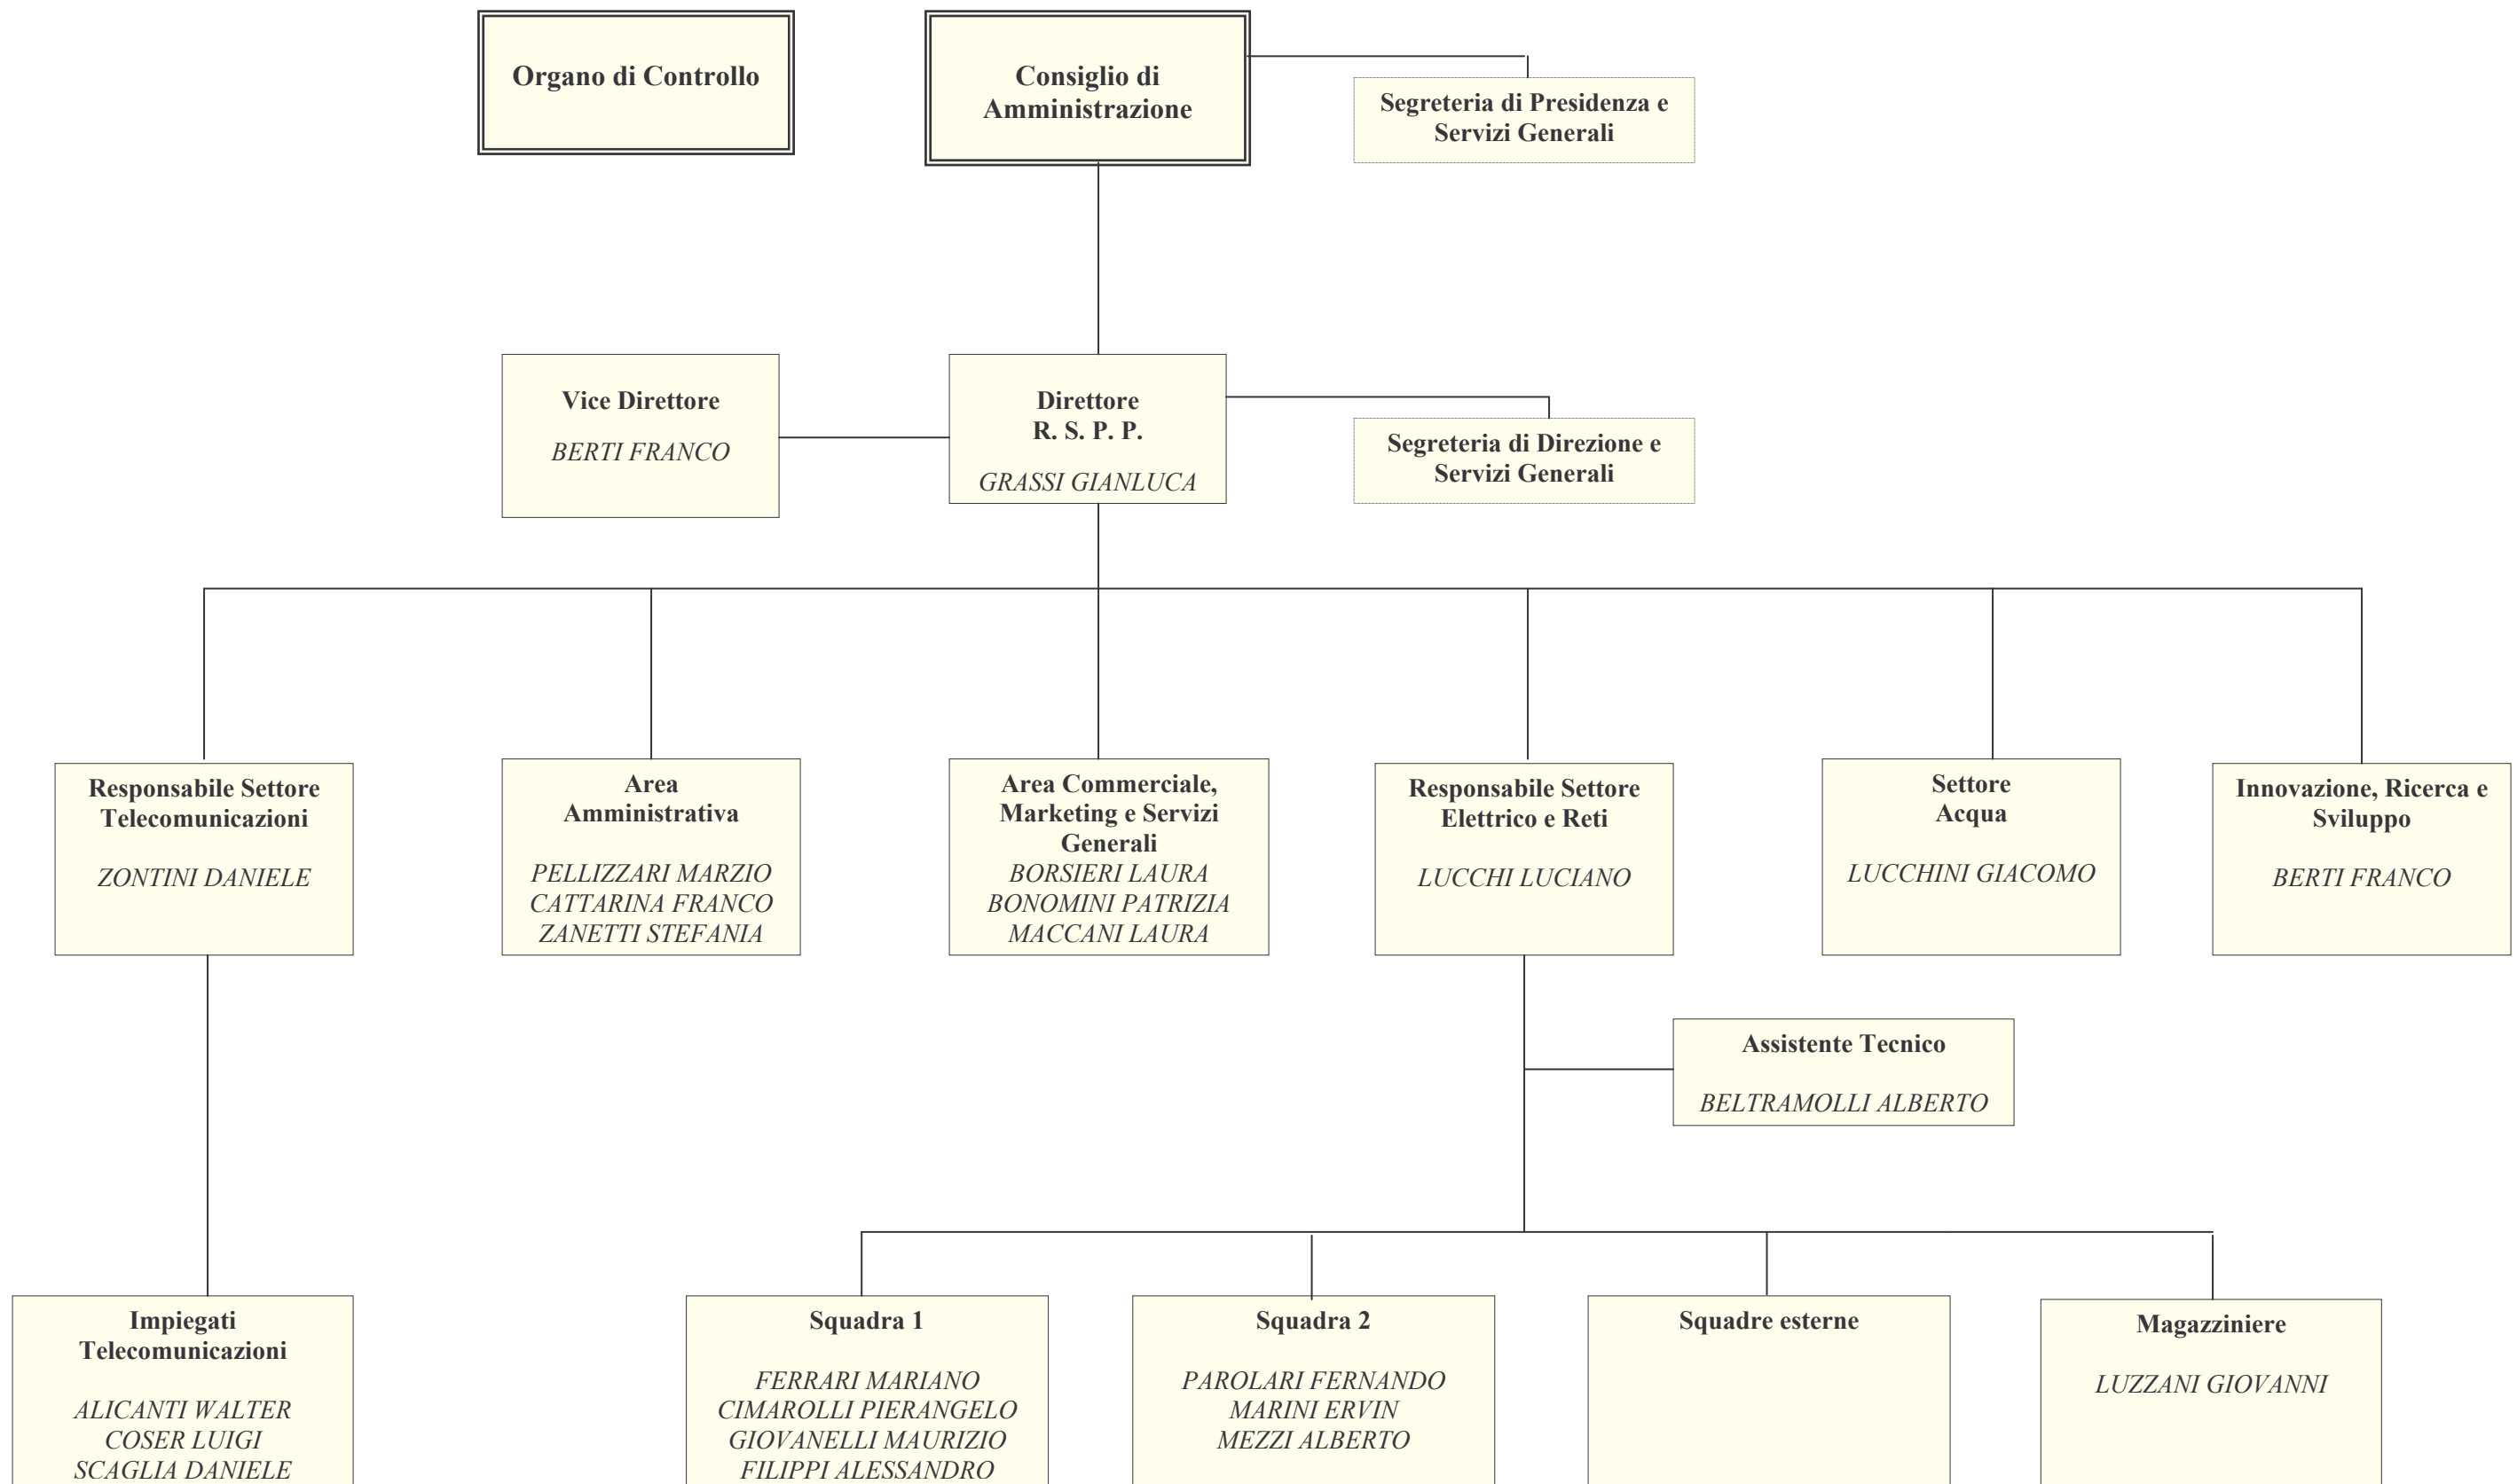 Organo di Controllo
Consiglio di
Amministrazione
Segreteria di Presidenza e
Servizi Generali
Vice Direttore
BERTI FRANCO
Direttore
R. S. P. P.
GRASSI GIANLUCA
Segreteria di Direzione e
Servizi Generali
Responsabile Settore
Telecomunicazioni
ZONTINI DANIELE
Area
Amministrativa
PELLIZZARI MARZIO
CATTARINA FRANCO
ZANETTI STEFANIA
Area Commerciale,
Marketing e Servizi
Generali
BORSIERI LAURA
BONOMINI PATRIZIA
MACCANI LAURA
Responsabile Settore
Elettrico e Reti
LUCCHI LUCIANO
Settore
Acqua
LUCCHINI GIACOMO
Innovazione, Ricerca e
Sviluppo
BERTI FRANCO
Assistente Tecnico
BELTRAMOLLI ALBERTO
Impiegati
Telecomunicazioni
ALICANTI WALTER
COSER LUIGI
SCAGLIA DANIELE
Squadra 1
FERRARI MARIANO
CIMAROLLI PIERANGELO
GIOVANELLI MAURIZIO
FILIPPI ALESSANDRO
Squadra 2
PAROLARI FERNANDO
MARINI ERVIN
MEZZI ALBERTO
Squadre esterne
Magazziniere
LUZZANI GIOVANNI